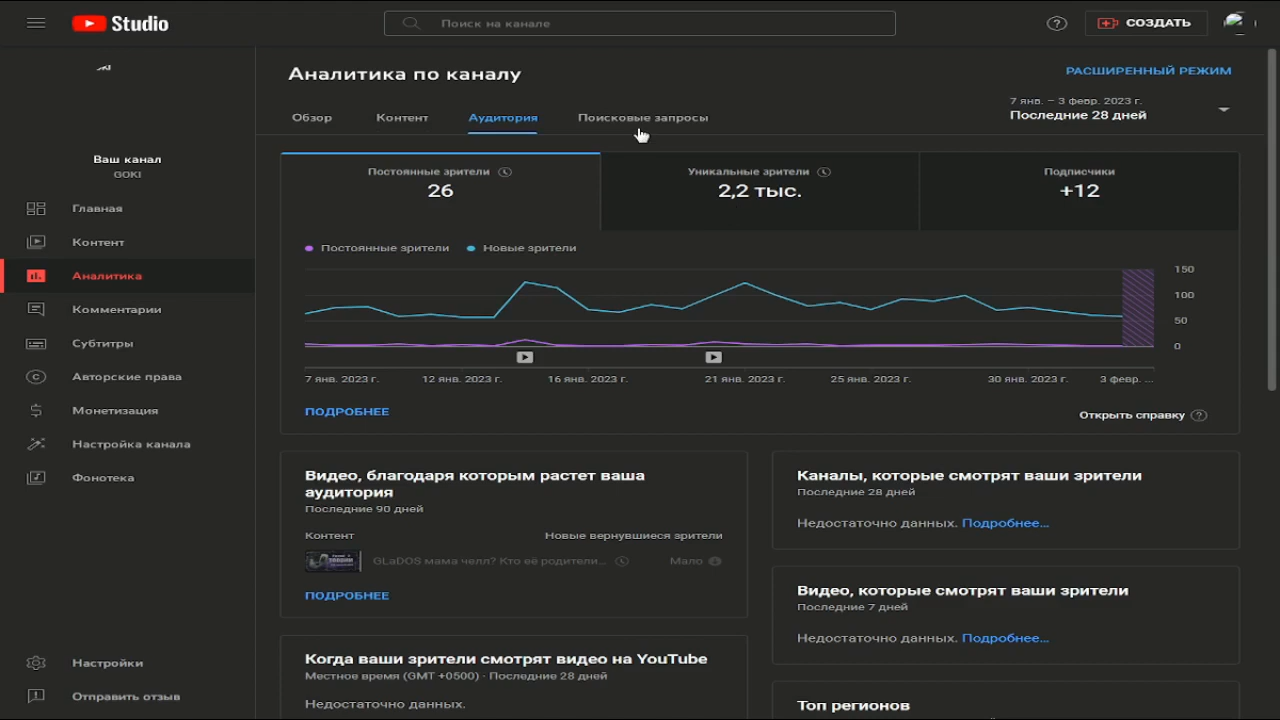 Studio
Поиск на канале
СОЗДАТЬ
Ваш канал
GOKI
Главная
Контент
Аналитика
Комментарии
Субтитры
Авторские права
Монетизация
Настройка канала
Фонотека
Настройки
Отправить отзыв
Аналитика по каналу
РАСШИРЕННЫЙ РЕЖИМ
Обзор Контент Аудитория Поисковые запросы
7 янв. – 3 февр. 2023 г.
Последние 28 дней
Постоянные зрители
26
Уникальные зрители
2,2 тыс.
Подписчики
+12
Постоянные зрители Новые зрители
150
100
50
0
7 янв. 2023 г. 12 янв. 2023 г. 16 янв. 2023 г. 21 янв. 2023 г. 25 янв. 2023 г. 30 янв. 2023 г. 3 февр. ...
ПОДРОБНЕЕ
Открыть справку
Видео, благодаря которым растет ваша
аудитория
Последние 90 дней
Контент Новые вернувшиеся зрители
GLaDOS мама челл? Кто её родители... Мало
ПОДРОБНЕЕ
Когда ваши зрители смотрят видео на YouTube
Местное время (GMT +0500) · Последние 28 дней
Недостаточно данных.
Каналы, которые смотрят ваши зрители
Последние 28 дней
Недостаточно данных. Подробнее...
Видео, которые смотрят ваши зрители
Последние 7 дней
Недостаточно данных. Подробнее...
Топ регионов